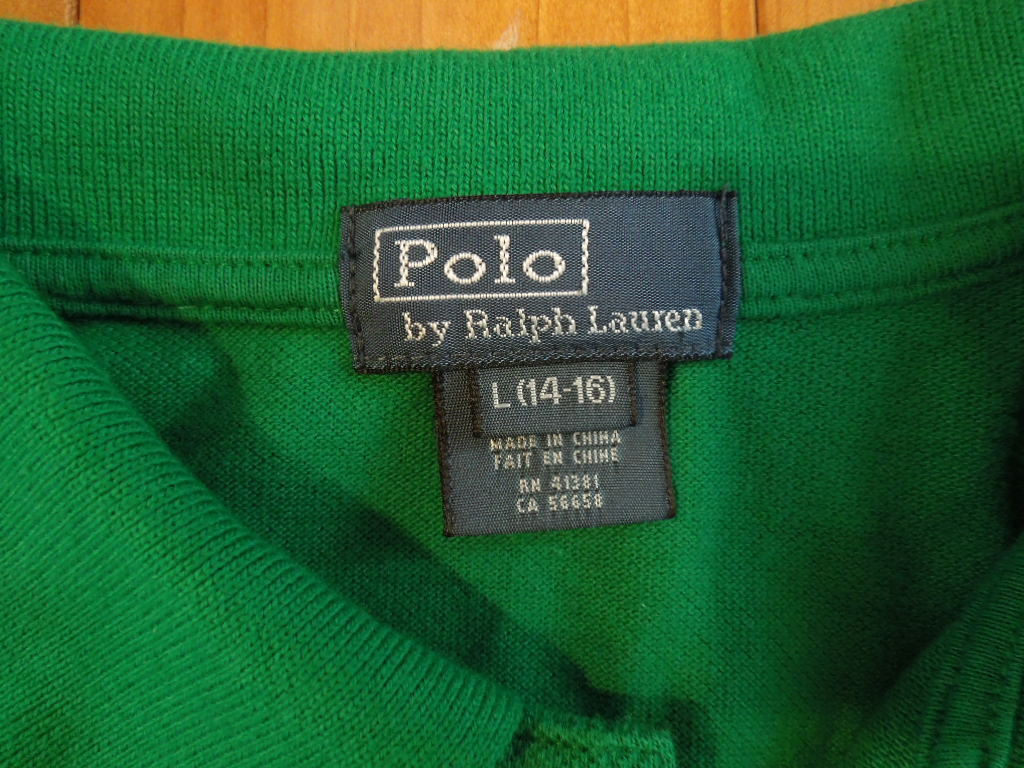 Polo
by Ralph Lauren
L (14-16)
MADE IN CHINA
FAIT EN CHINE
RN 41381
CA 56658